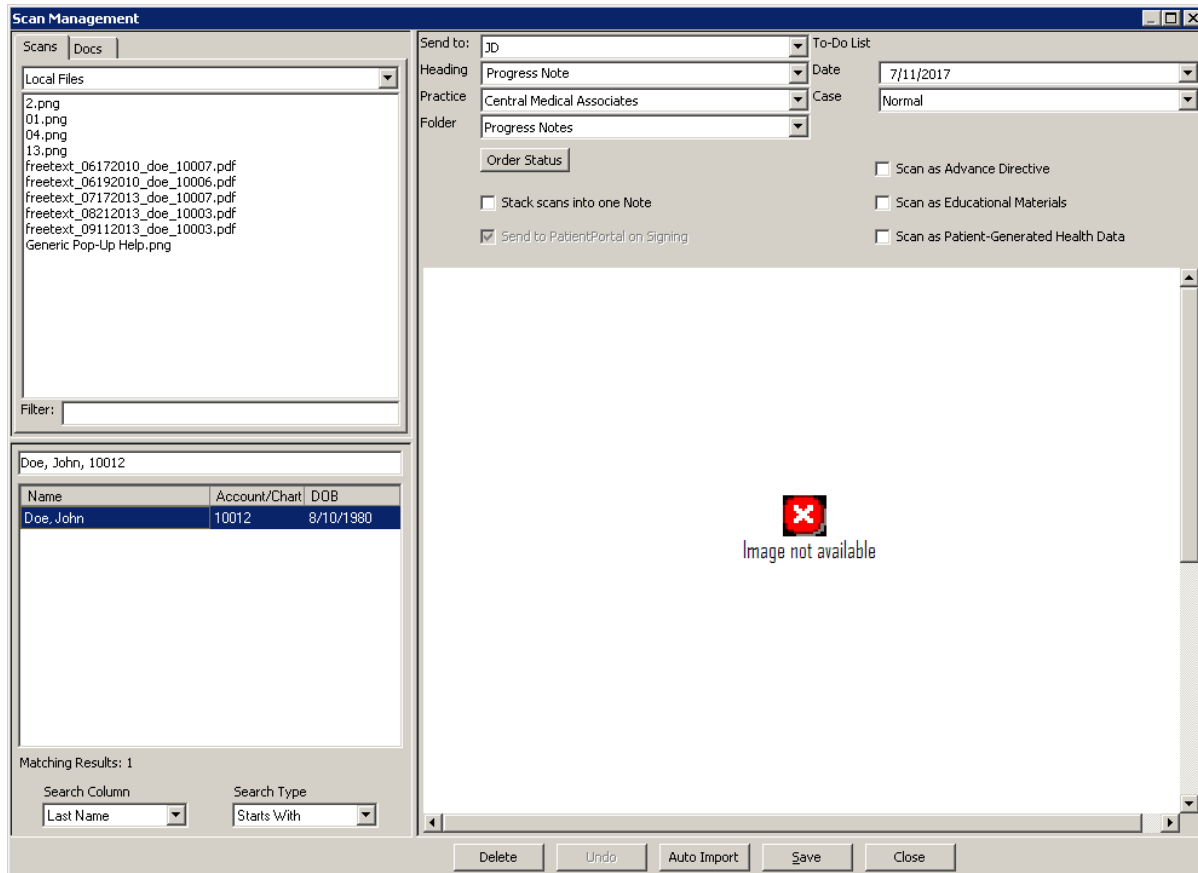 Scan Management
Scans Docs
Local Files
2.png
01.png
04.png
13.png
freetext_06172010_doe_10007.pdf
freetext_06192010_doe_10006.pdf
freetext_07172013_doe_10007.pdf
freetext_08212013_doe_10003.pdf
freetext_09112013_doe_10003.pdf
Generic Pop-Up Help.png
Filter:
Doe, John, 10012
Name Account/Chart DOB
Doe, John 10012 8/10/1980
Matching Results: 1
Search Column Search Type
Last Name Starts With
Send to: JD To-Do List
Heading Progress Note Date 7/11/2017
Practice Central Medical Associates Case Normal
Folder Progress Notes
Order Status
Scan as Advance Directive
Stack scans into one Note Scan as Educational Materials
Send to PatientPortal on Signing Scan as Patient-Generated Health Data
Image not available
Delete Undo Auto Import Save Close